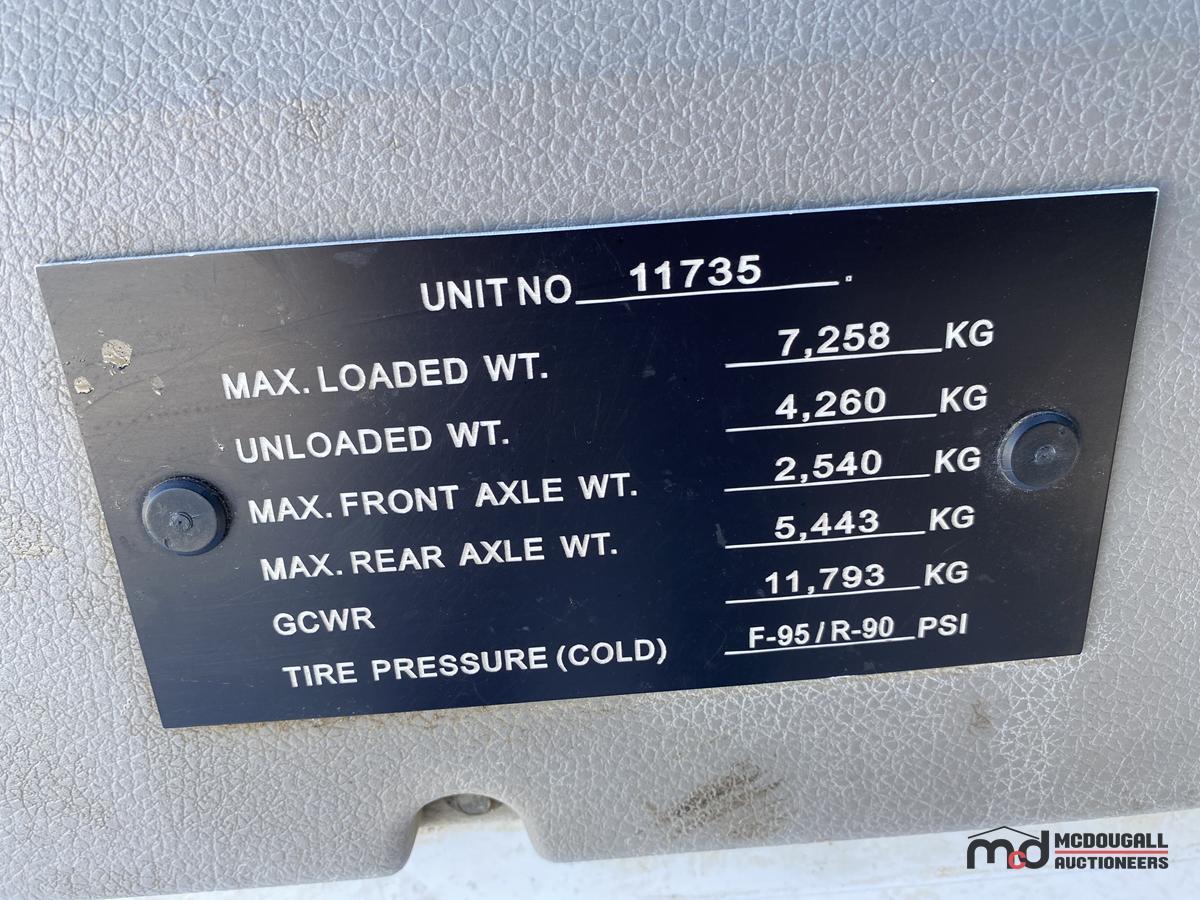 UNIT NO 11735 .
MAX. LOADED WT. 7,258 KG
UNLOADED WT. 4,260 KG
MAX. FRONT AXLE WT. 2,540 KG
MAX. REAR AXLE WT. 5,443 KG
GCWR 11,793 KG
TIRE PRESSURE (COLD) F-95 / R-90 PSI
mcd MCDOUGALL
AUCTIONEERS